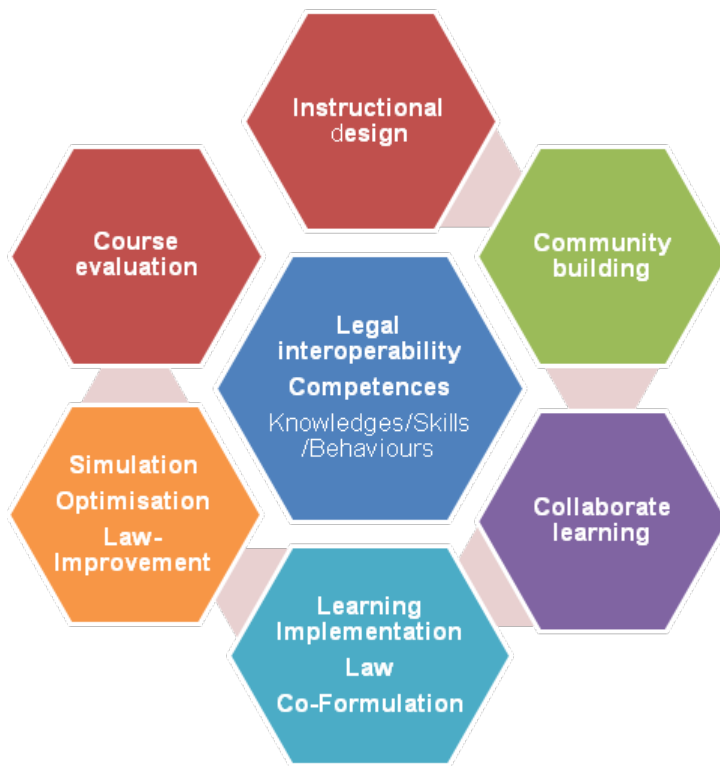 Instructional
design
Course
evaluation
Community
building
Legal
interoperability
Competences
Knowledges/Skills
/Behaviours
Simulation
Optimisation
Law-
Improvement
Collaborate
learning
Learning
Implementation
Law
Co-Formulation